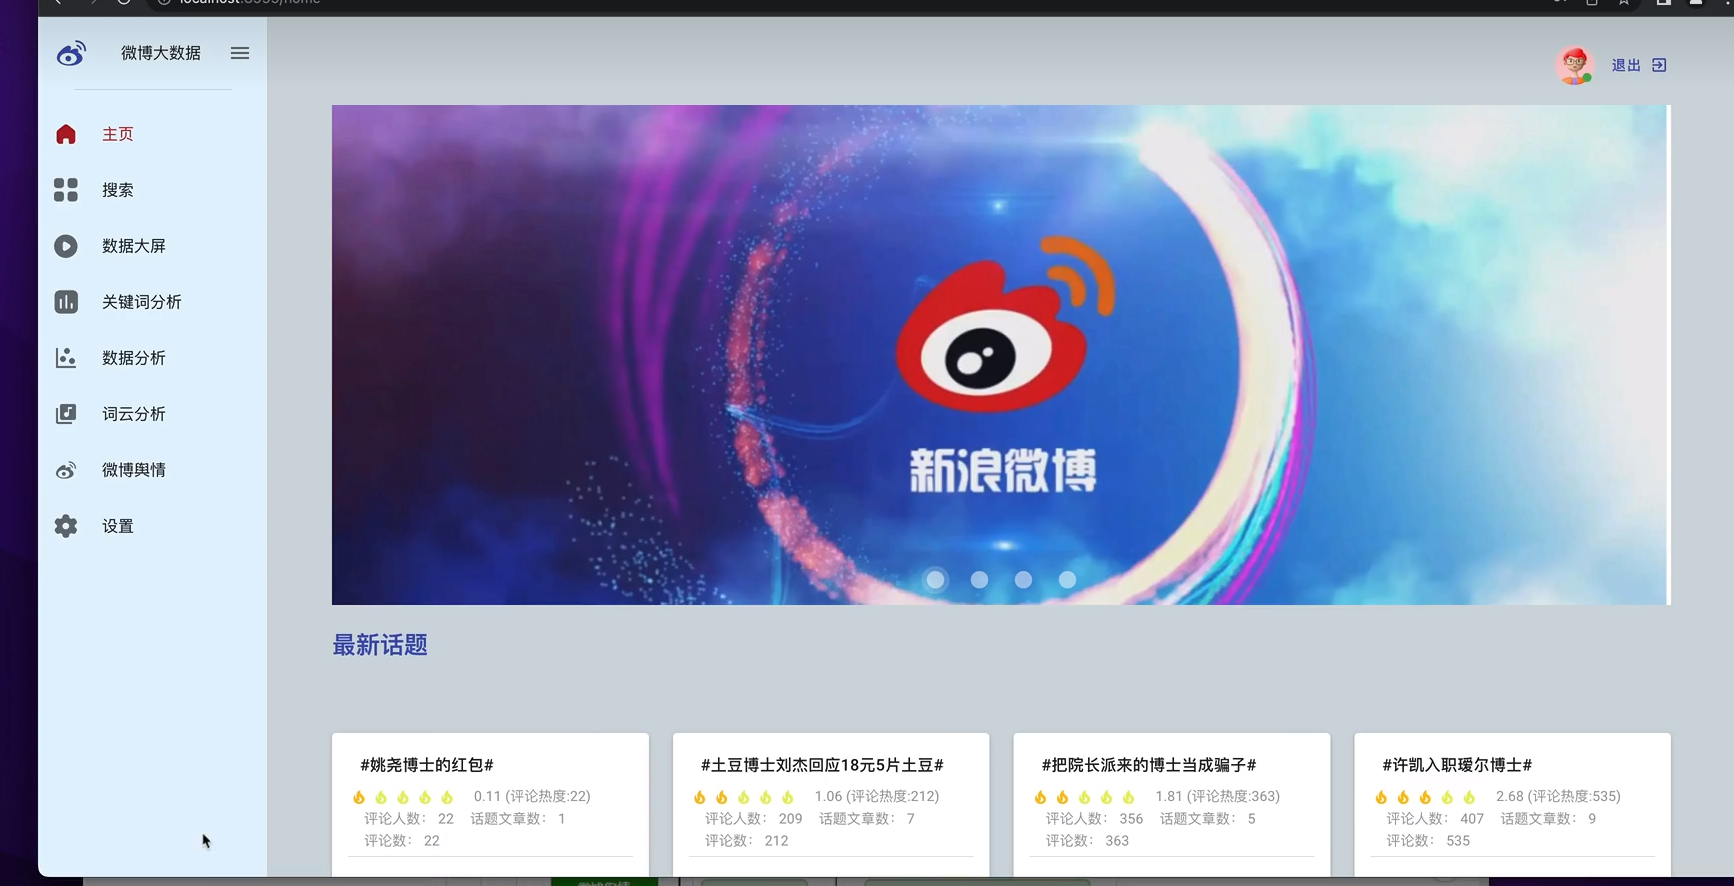 微博大数据
退出
主页
搜索
数据大屏
关键词分析
数据分析
词云分析
微博舆情
设置
新浪微博
最新话题
#姚尧博士的红包#
0.11 (评论热度:22)
评论人数： 22 话题文章数： 1
评论数： 22
#土豆博士刘杰回应18元5片土豆#
1.06 (评论热度:212)
评论人数： 209 话题文章数： 7
评论数： 212
#把院长派来的博士当成骗子#
1.81 (评论热度:363)
评论人数： 356 话题文章数： 5
评论数： 363
#许凯入职瑷尔博士#
2.68 (评论热度:535)
评论人数： 407 话题文章数： 9
评论数： 535